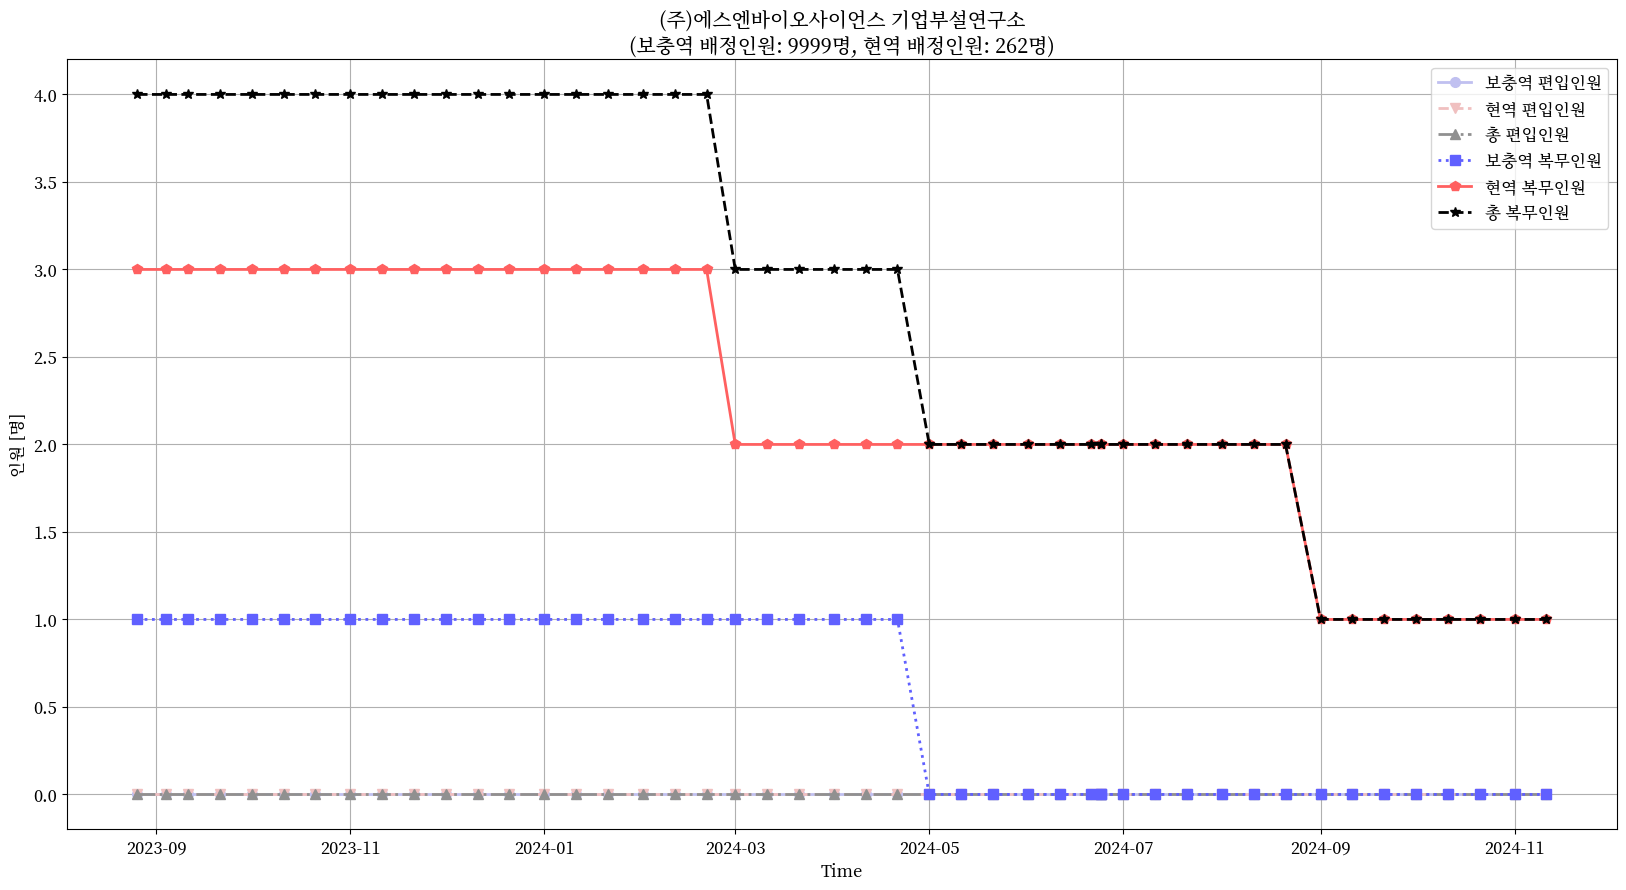 (주)에스엔바이오사이언스 기업부설연구소
(보충역 배정인원: 9999명, 현역 배정인원: 262명)
보충역 편입인원
현역 편입인원
총 편입인원
보충역 복무인원
현역 복무인원
총 복무인원
인원 [명]
4.0
3.5
3.0
2.5
2.0
1.5
1.0
0.5
0.0
2023-09
2023-11
2024-01
2024-03
2024-05
2024-07
2024-09
2024-11
Time